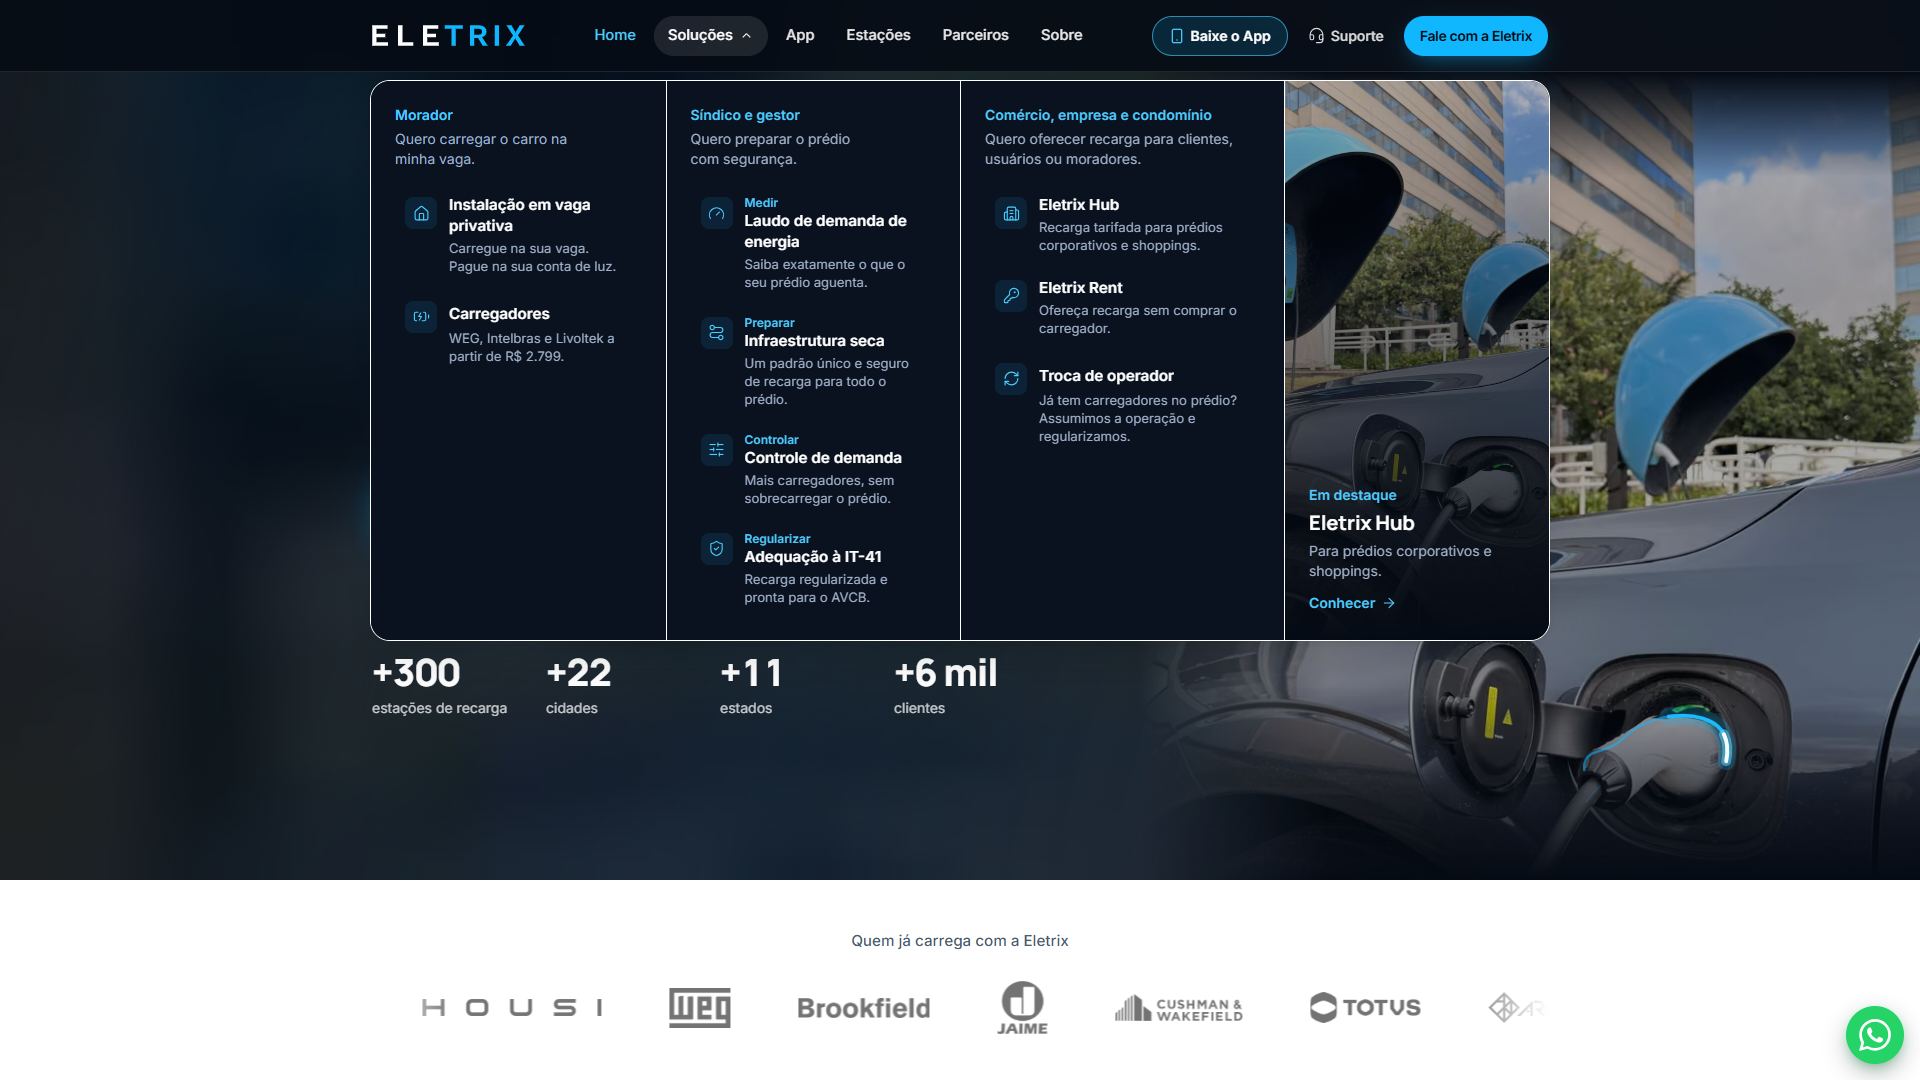 ELETRIX
Home
Soluções
App
Estações
Parceiros
Sobre
Baixe o App
Suporte
Fale com a Eletrix
Morador
Quero carregar o carro na
minha vaga.
Instalação em vaga
privativa
Carregue na sua vaga.
Pague na sua conta de luz.
Carregadores
WEG, Intelbras e Livoltek a
partir de R$ 2.799.
Síndico e gestor
Quero preparar o prédio
com segurança.
Medir
Laudo de demanda de
energia
Saiba exatamente o que o
seu prédio aguenta.
Preparar
Infraestrutura seca
Um padrão único e seguro
de recarga para todo o
prédio.
Controlar
Controle de demanda
Mais carregadores, sem
sobrecarregar o prédio.
Regularizar
Adequação à IT-41
Recarga regularizada e
pronta para o AVCB.
Comércio, empresa e condomínio
Quero oferecer recarga para clientes,
usuários ou moradores.
Eletrix Hub
Recarga tarifada para prédios
corporativos e shoppings.
Eletrix Rent
Ofereça recarga sem comprar o
carregador.
Troca de operador
Já tem carregadores no prédio?
Assumimos a operação e
regularizamos.
Em destaque
Eletrix Hub
Para prédios corporativos e
shoppings.
Conhecer
+300
estações de recarga
+22
cidades
+11
estados
+6 mil
clientes
Quem já carrega com a Eletrix
HOUSI
WEG
Brookfield
JAIME
CUSHMAN &
WAKEFIELD
TOTVS